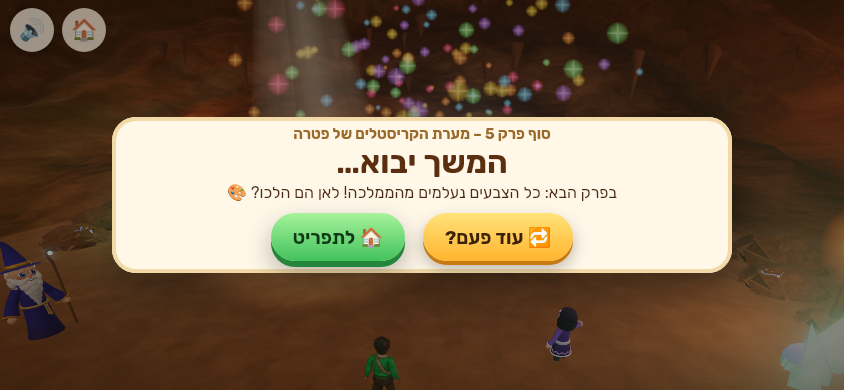 סוף פרק 5 – מערת הקריסטלים של פטרה
המשך יבוא...
בפרק הבא: כל הצבעים נעלמים מהממלכה! לאן הם הלכו? 🎨
🔁 עוד פעם?
🏠 לתפריט